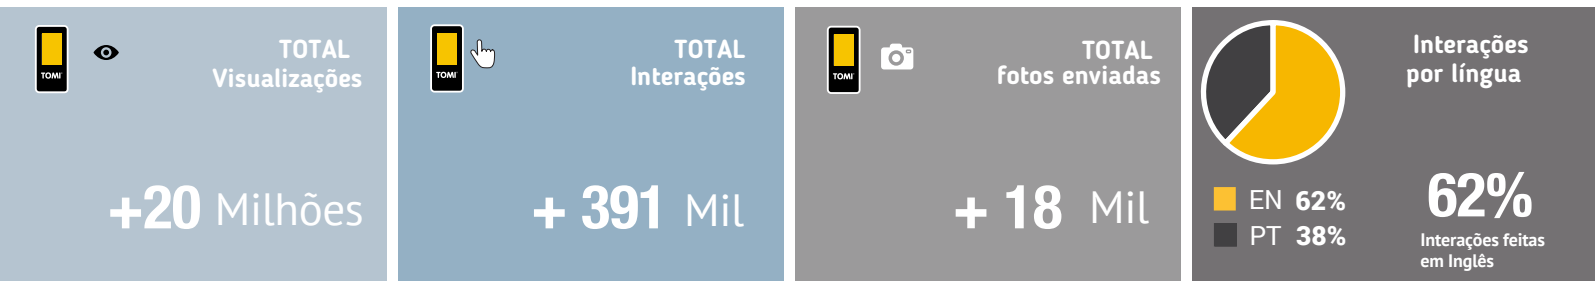 TOMI
TOTAL
Visualizações
+20 Milhões
TOMI
TOTAL
Interações
+ 391 Mil
TOMI
TOTAL
fotos enviadas
+ 18 Mil
Interações
por língua
EN 62%
PT 38%
62%
Interações feitas
em Inglês